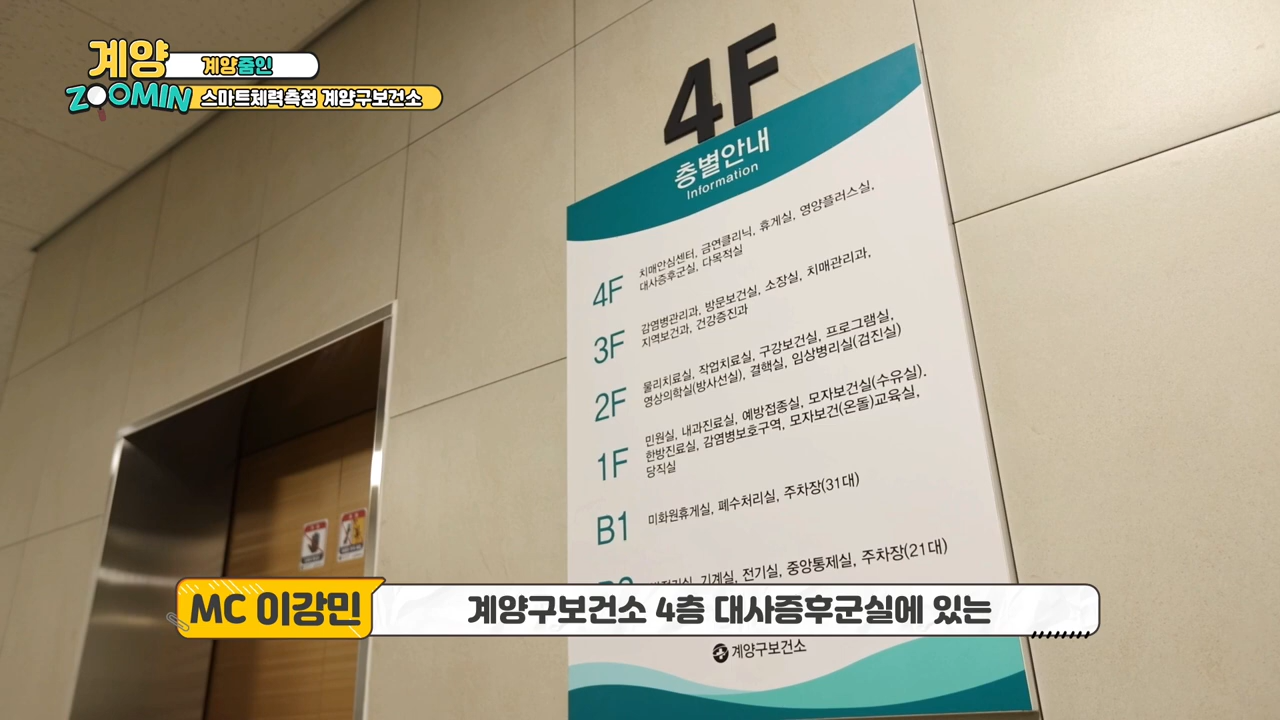 계양
계양줌인
ZOOMIN
스마트체력측정 계양구보건소
4F
층별안내
Information
4F
치매안심센터, 금연클리닉, 휴게실, 영양플러스실,
대사증후군실, 다목적실
3F
감염병관리과, 방문보건실, 소장실, 치매관리과,
지역보건과, 건강증진과
2F
물리치료실, 작업치료실, 구강보건실, 프로그램실,
영상의학실(방사선실), 결핵실, 임상병리실(검진실)
1F
민원실, 내과진료실, 예방접종실, 모자보건실(수유실).
한방진료실, 감염병보호구역, 모자보건(온돌)교육실,
당직실
B1
미화원휴게실, 폐수처리실, 주차장(31대)
기계실, 전기실, 중앙통제실, 주차장(21대)
MC 이강민
계양구보건소 4층 대사증후군실에 있는
계양구보건소